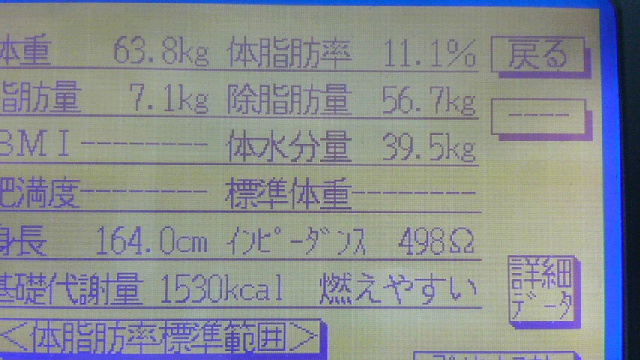 体重 63.8kg 体脂肪率 11.1% 戻る
脂肪量 7.1kg 除脂肪量 56.7kg ----
BMI-------- 体水分量 39.5kg
肥満度-------- 標準体重--------
身長 164.0cm ｲﾝﾋﾟｰﾀﾞﾝｽ 498Ω
基礎代謝量 1530kcal 燃えやすい 詳細データ
＜体脂肪率標準範囲＞